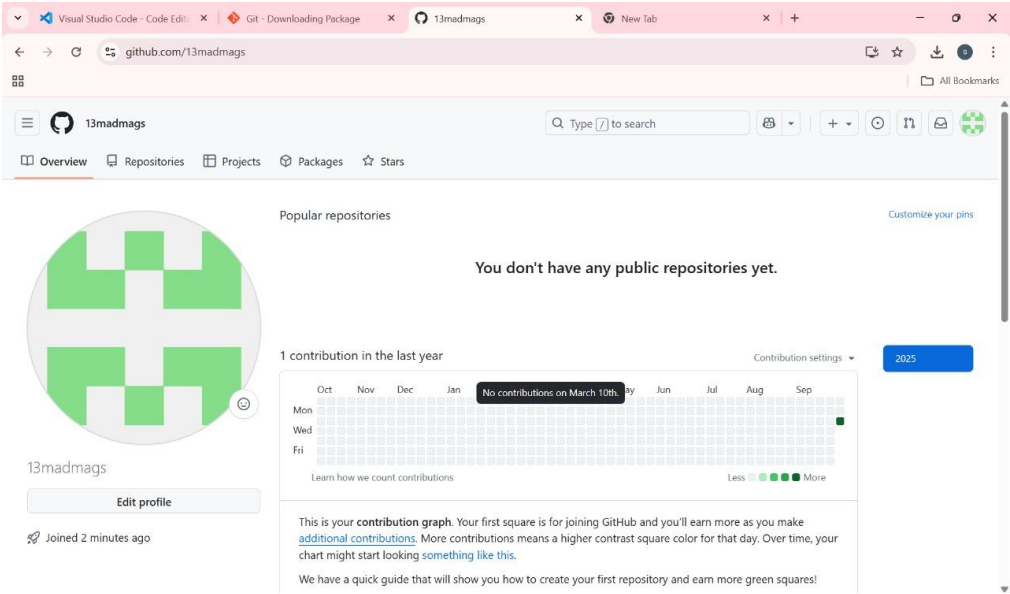 Visual Studio Code - Code Editi
Git - Downloading Package
13madmags
New Tab
github.com/13madmags
s
All Bookmarks
13madmags
Type / to search
Overview
Repositories
Projects
Packages
Stars
Popular repositories
Customize your pins
You don't have any public repositories yet.
1 contribution in the last year
Contribution settings
2025
Oct Nov Dec Jan ay Jun Jul Aug Sep
No contributions on March 10th.
Mon
Wed
Fri
Learn how we count contributions
Less More
13madmags
Edit profile
Joined 2 minutes ago
This is your contribution graph. Your first square is for joining GitHub and you'll earn more as you make
additional contributions. More contributions means a higher contrast square color for that day. Over time, your
chart might start looking something like this.
We have a quick guide that will show you how to create your first repository and earn more green squares!